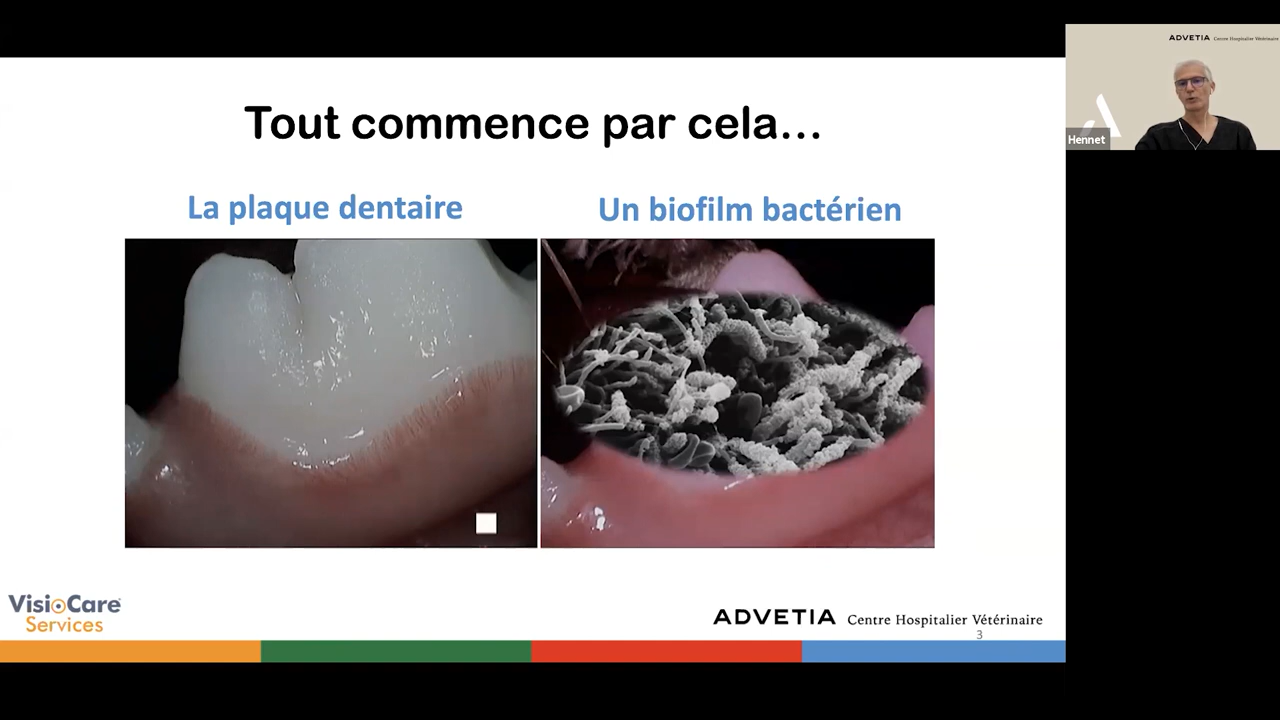 Tout commence par cela...
La plaque dentaire
Un biofilm bactérien
VisioCare
Services
ADVETIA Centre Hospitalier Vétérinaire
3
ADVETIA Centre Hospitalier Vétérinaire
Hennet